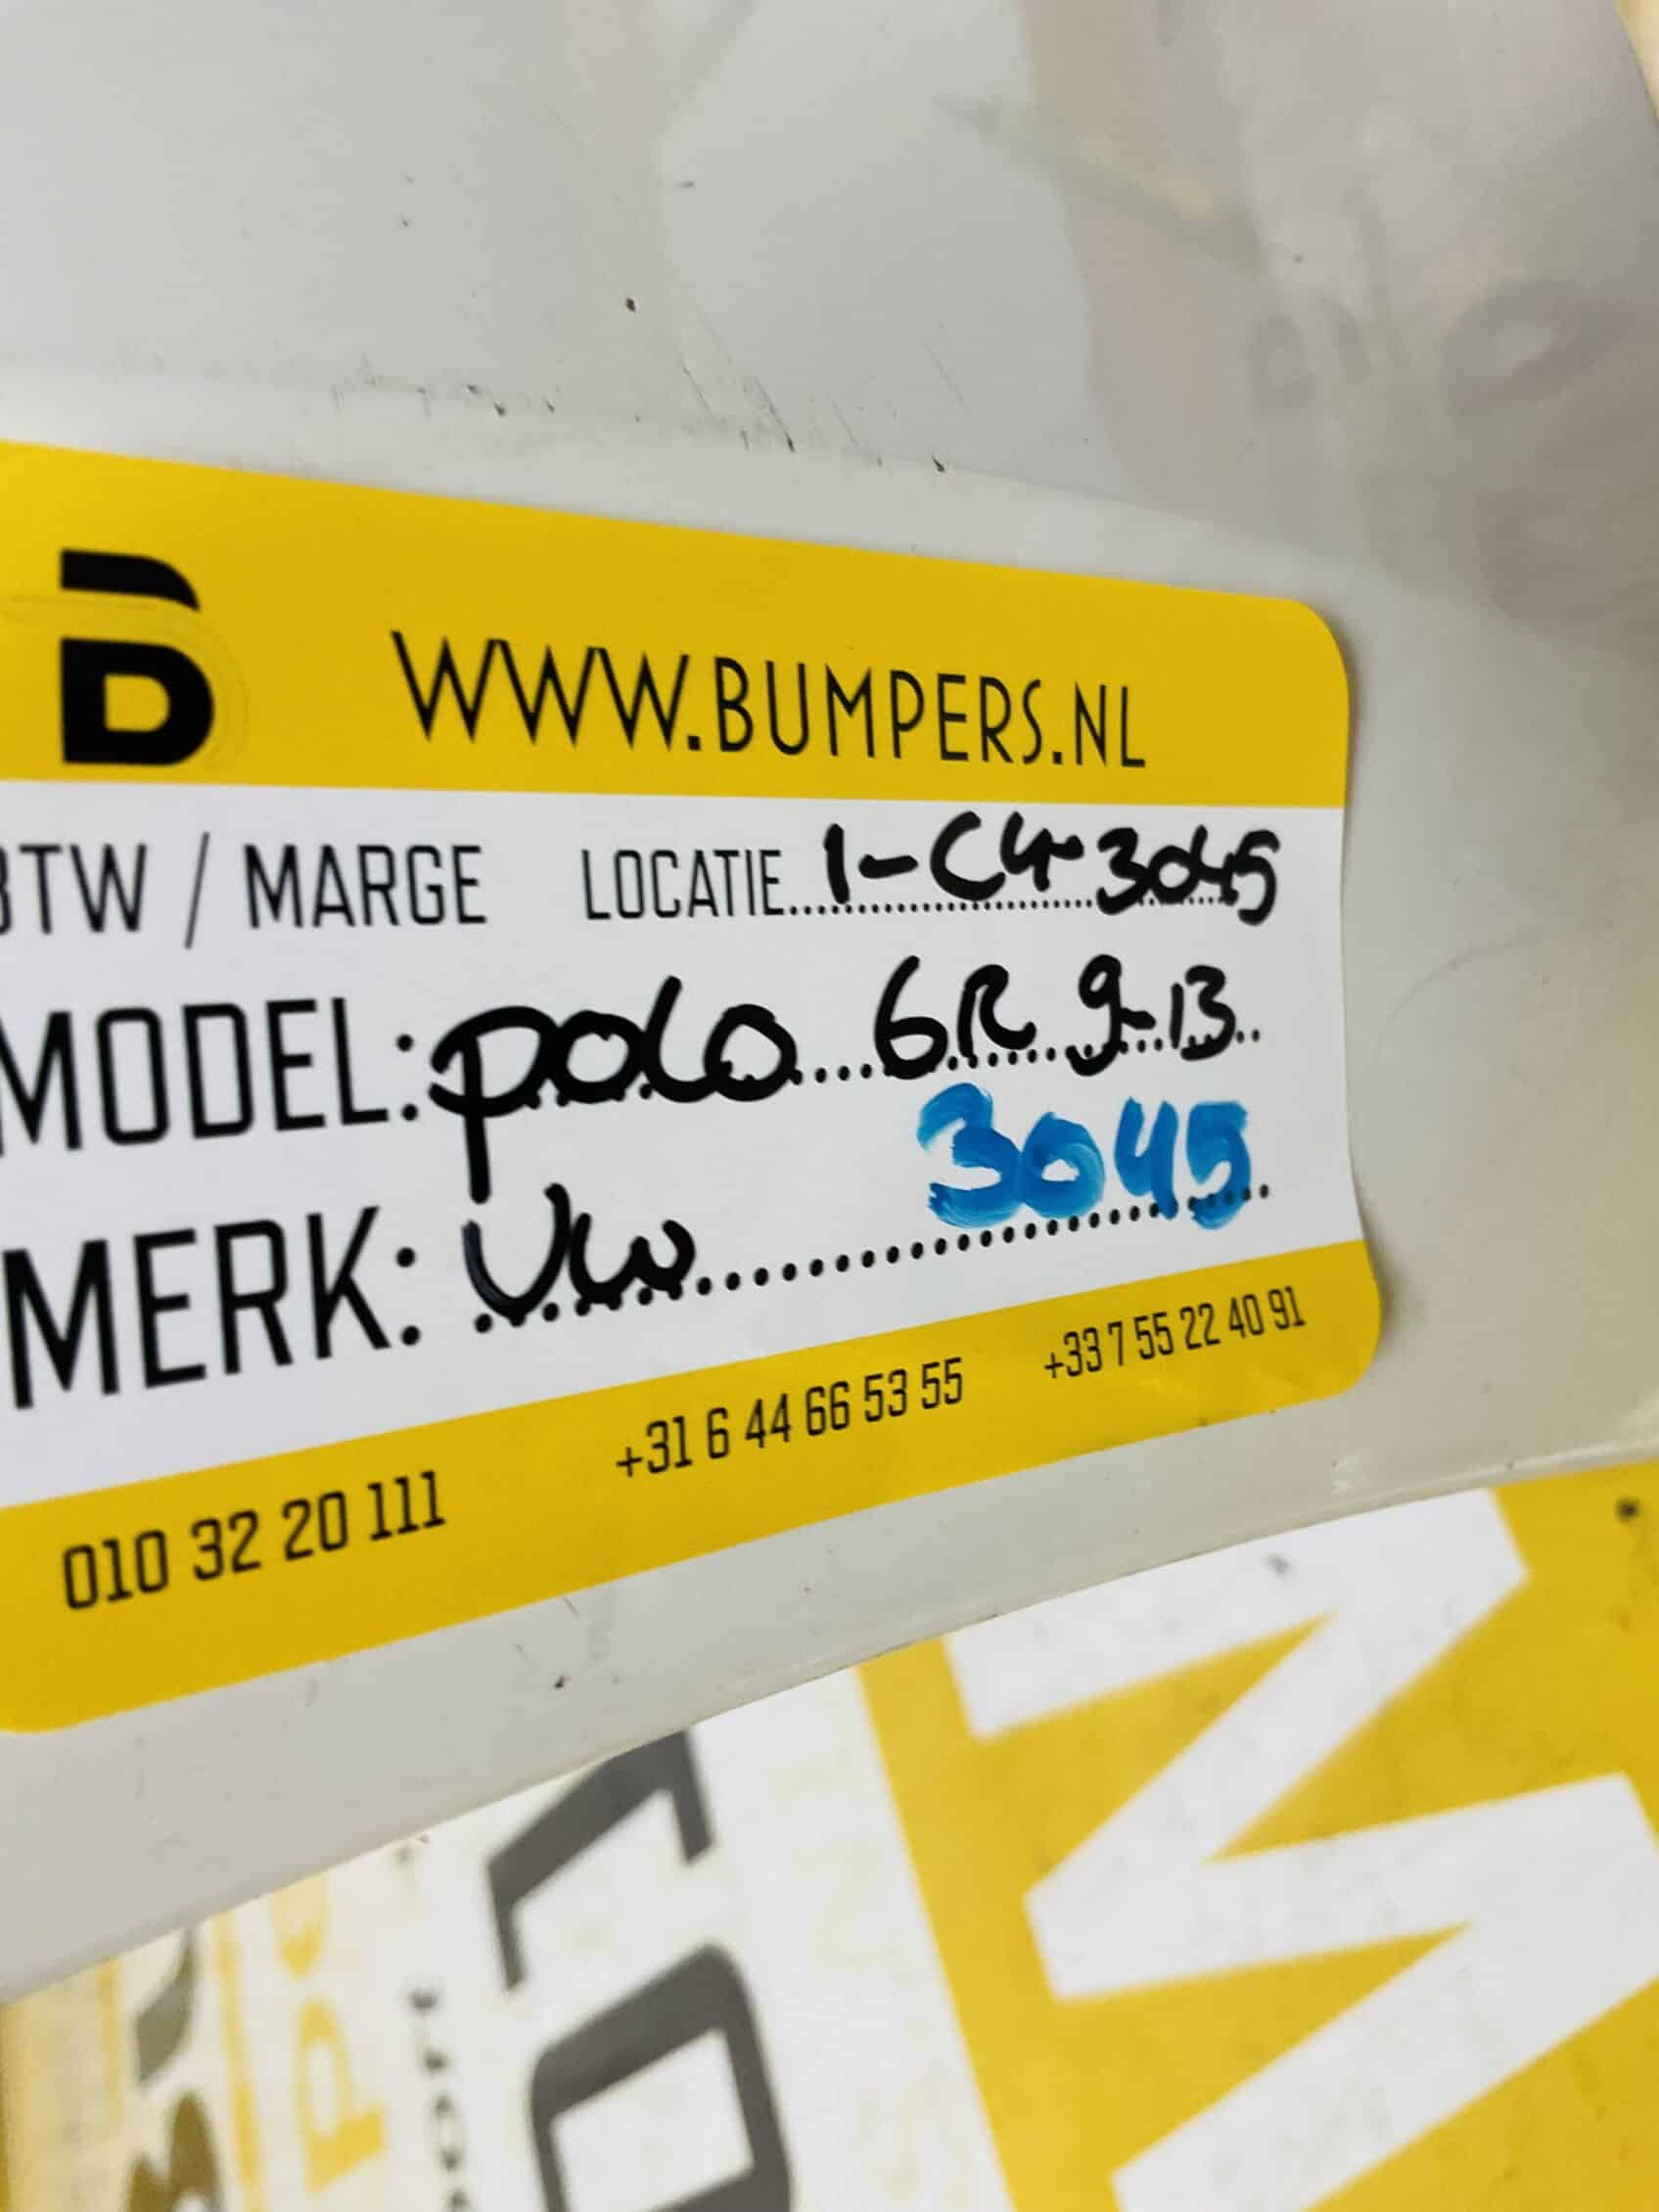 B WWW.BUMPERS.NL
BTW / MARGE LOCATIE 1-C4-3045
MODEL: polo 6R 9-13
3045
MERK: VW
010 32 20 111 +31 6 44 66 53 55 +33 7 55 22 40 91